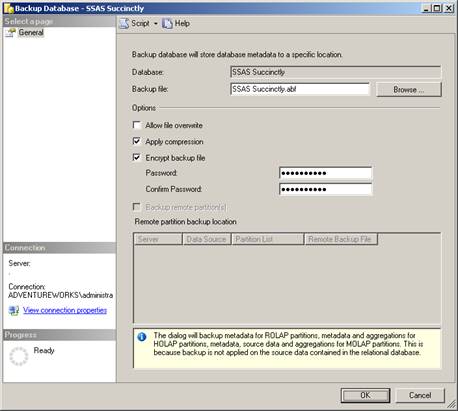 Backup Database - SSAS Succinctly
Select a page
General
Script
Help
Backup database will store database metadata to a specific location.
Database: SSAS Succinctly
Backup file: SSAS Succinctly.abf Browse ...
Options
Allow file overwrite
Apply compression
Encrypt backup file
Password: ●●●●●●●●●●
Confirm Password: ●●●●●●●●●●
Backup remote partition(s)
Remote partition backup location
Server Data Source Partition List Remote Backup File
Connection
Server:
.
Connection:
ADVENTUREWORKS\administra
View connection properties
Progress
Ready
The dialog will backup metadata for ROLAP partitions, metadata and aggregations for
HOLAP partitions, metadata, source data and aggregations for MOLAP partitions. This is
because backup is not applied on the source data contained in the relational database.
OK Cancel